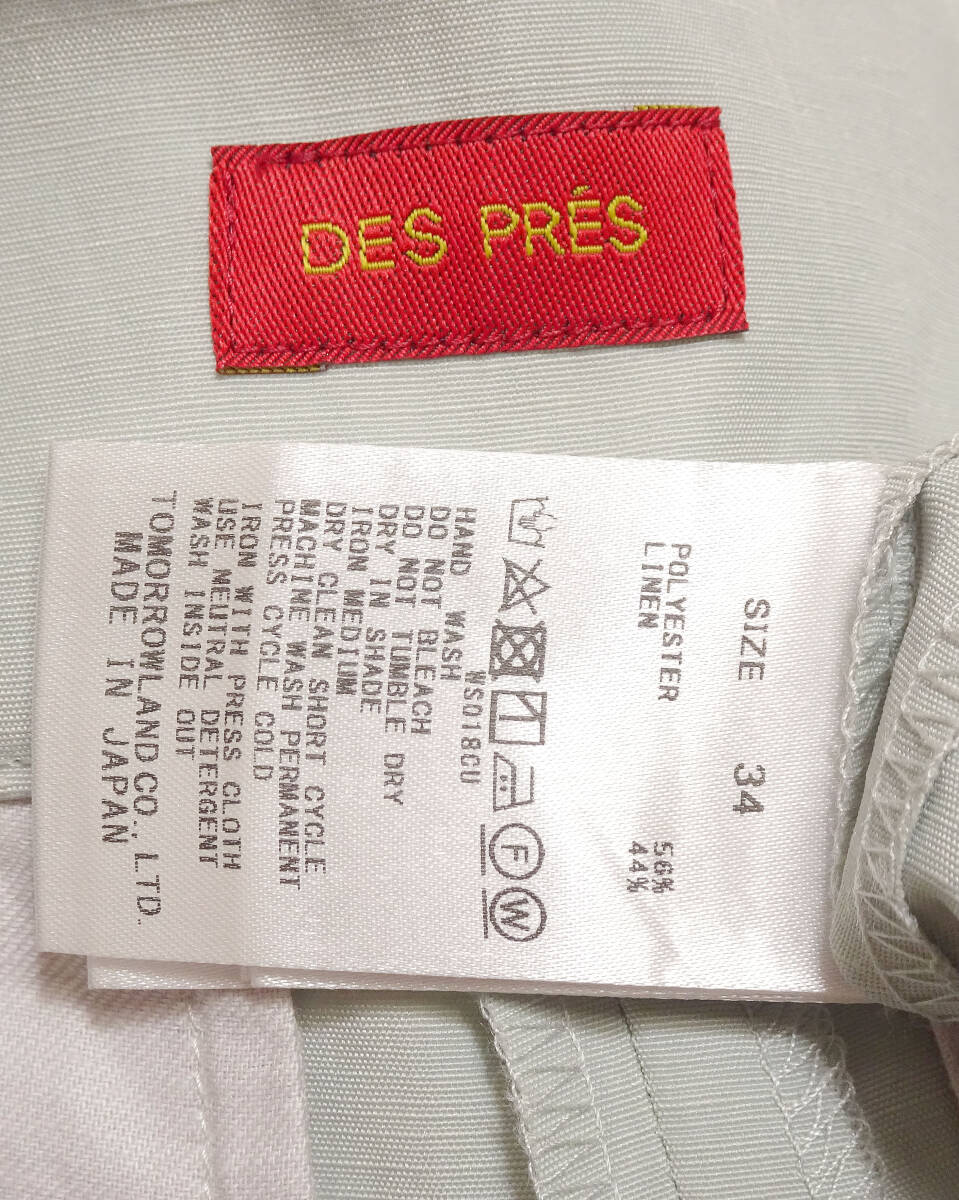 DES PRÉS
SIZE 34
POLYESTER 56%
LINEN 44%
F W
NS018CU
HAND WASH
DO NOT BLEACH
DO NOT TUMBLE DRY
DRY IN SHADE
IRON MEDIUM
DRY CLEAN SHORT CYCLE
MACHINE WASH PERMANENT
PRESS CYCLE COLD
IRON WITH PRESS CLOTH
USE MEUTRAL DETERGENT
WASH INSIDE OUT
TOMORROWLAND CO., LTD.
MADE IN JAPAN